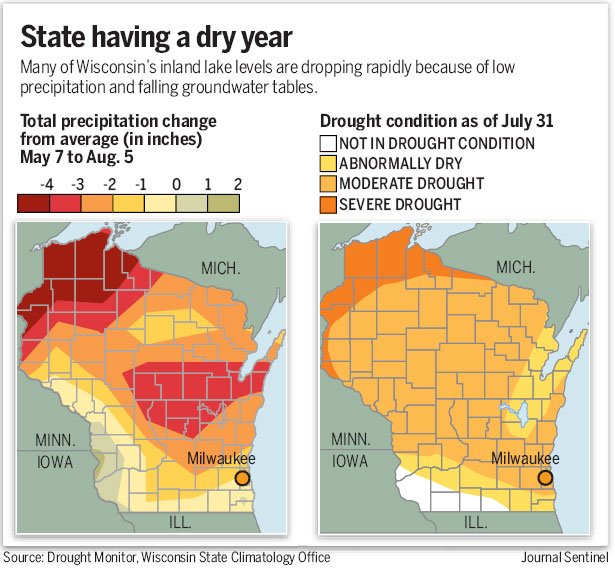 State having a dry year
Many of Wisconsin's inland lake levels are dropping rapidly because of low
precipitation and falling groundwater tables.
Total precipitation change
from average (in inches)
May 7 to Aug. 5
-4 -3 -2 -1 0 1 2
MICH.
MINN.
IOWA
Milwaukee
ILL.
Drought condition as of July 31
NOT IN DROUGHT CONDITION
ABNORMALLY DRY
MODERATE DROUGHT
SEVERE DROUGHT
MICH.
MINN.
IOWA
Milwaukee
ILL.
Source: Drought Monitor, Wisconsin State Climatology Office
Journal Sentinel